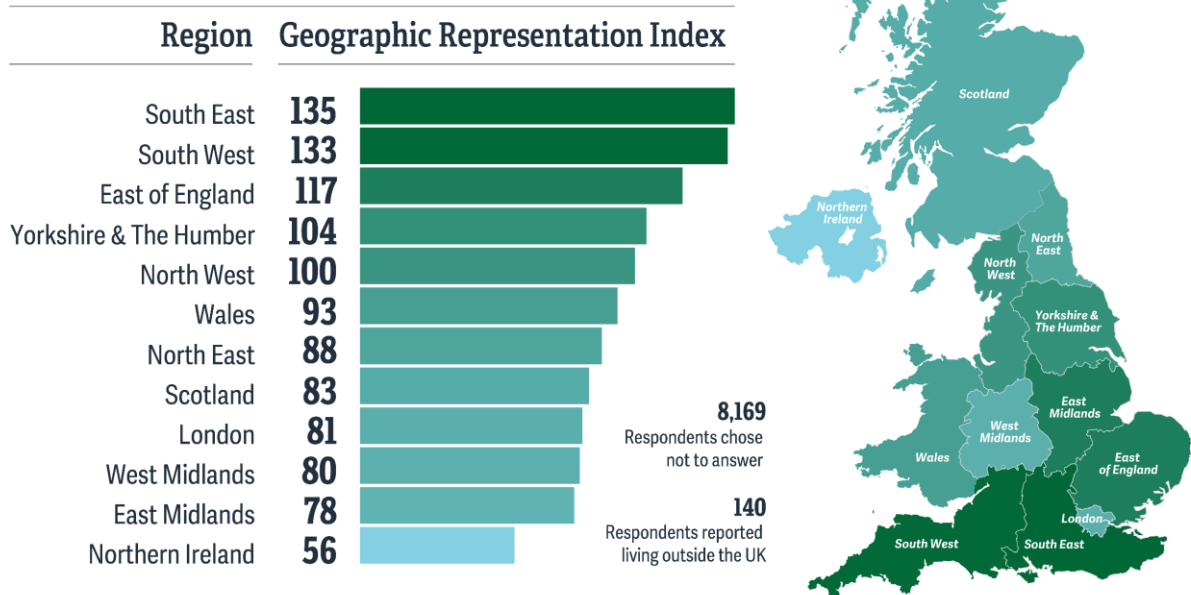 Region Geographic Representation Index
South East 135
South West 133
East of England 117
Yorkshire & The Humber 104
North West 100
Wales 93
North East 88
Scotland 83
London 81
West Midlands 80
East Midlands 78
Northern Ireland 56
8,169
Respondents chose
not to answer
140
Respondents reported
living outside the UK
Scotland
Northern
Ireland
North
East
North
West
Yorkshire &
The Humber
East
Midlands
West
Midlands
Wales
East
of England
London
South West
South East